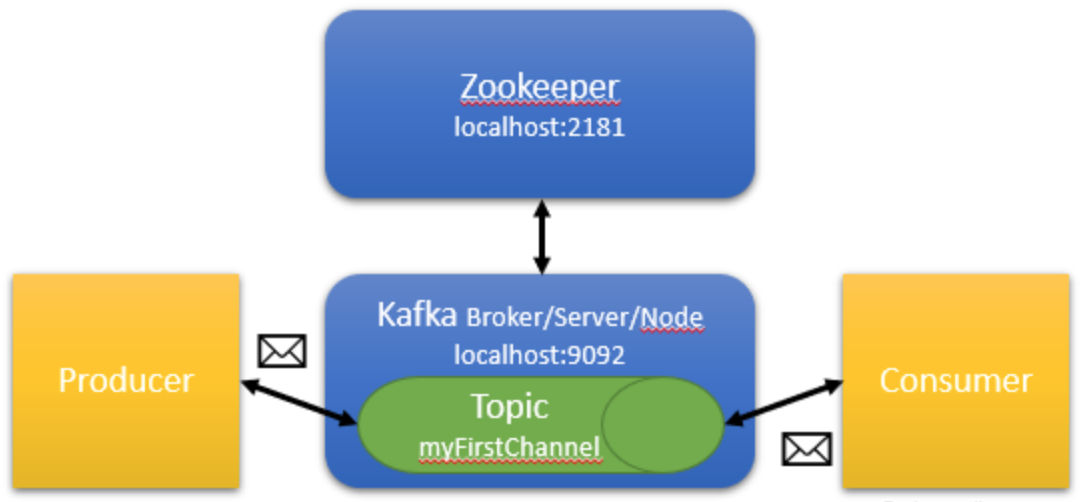 Zookeeper
localhost:2181
Kafka Broker/Server/Node
localhost:9092
Producer
Topic
myFirstChannel
Consumer